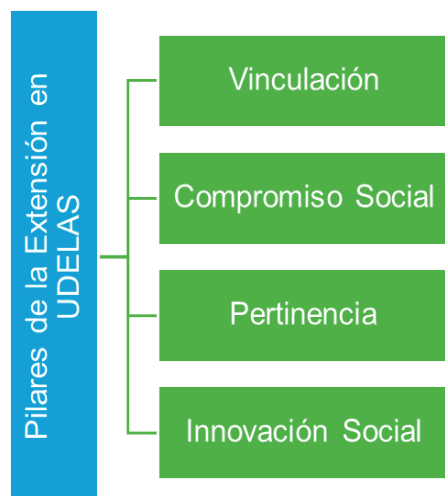 Pilares de la Extensión en
UDELAS
Vinculación
Compromiso Social
Pertinencia
Innovación Social